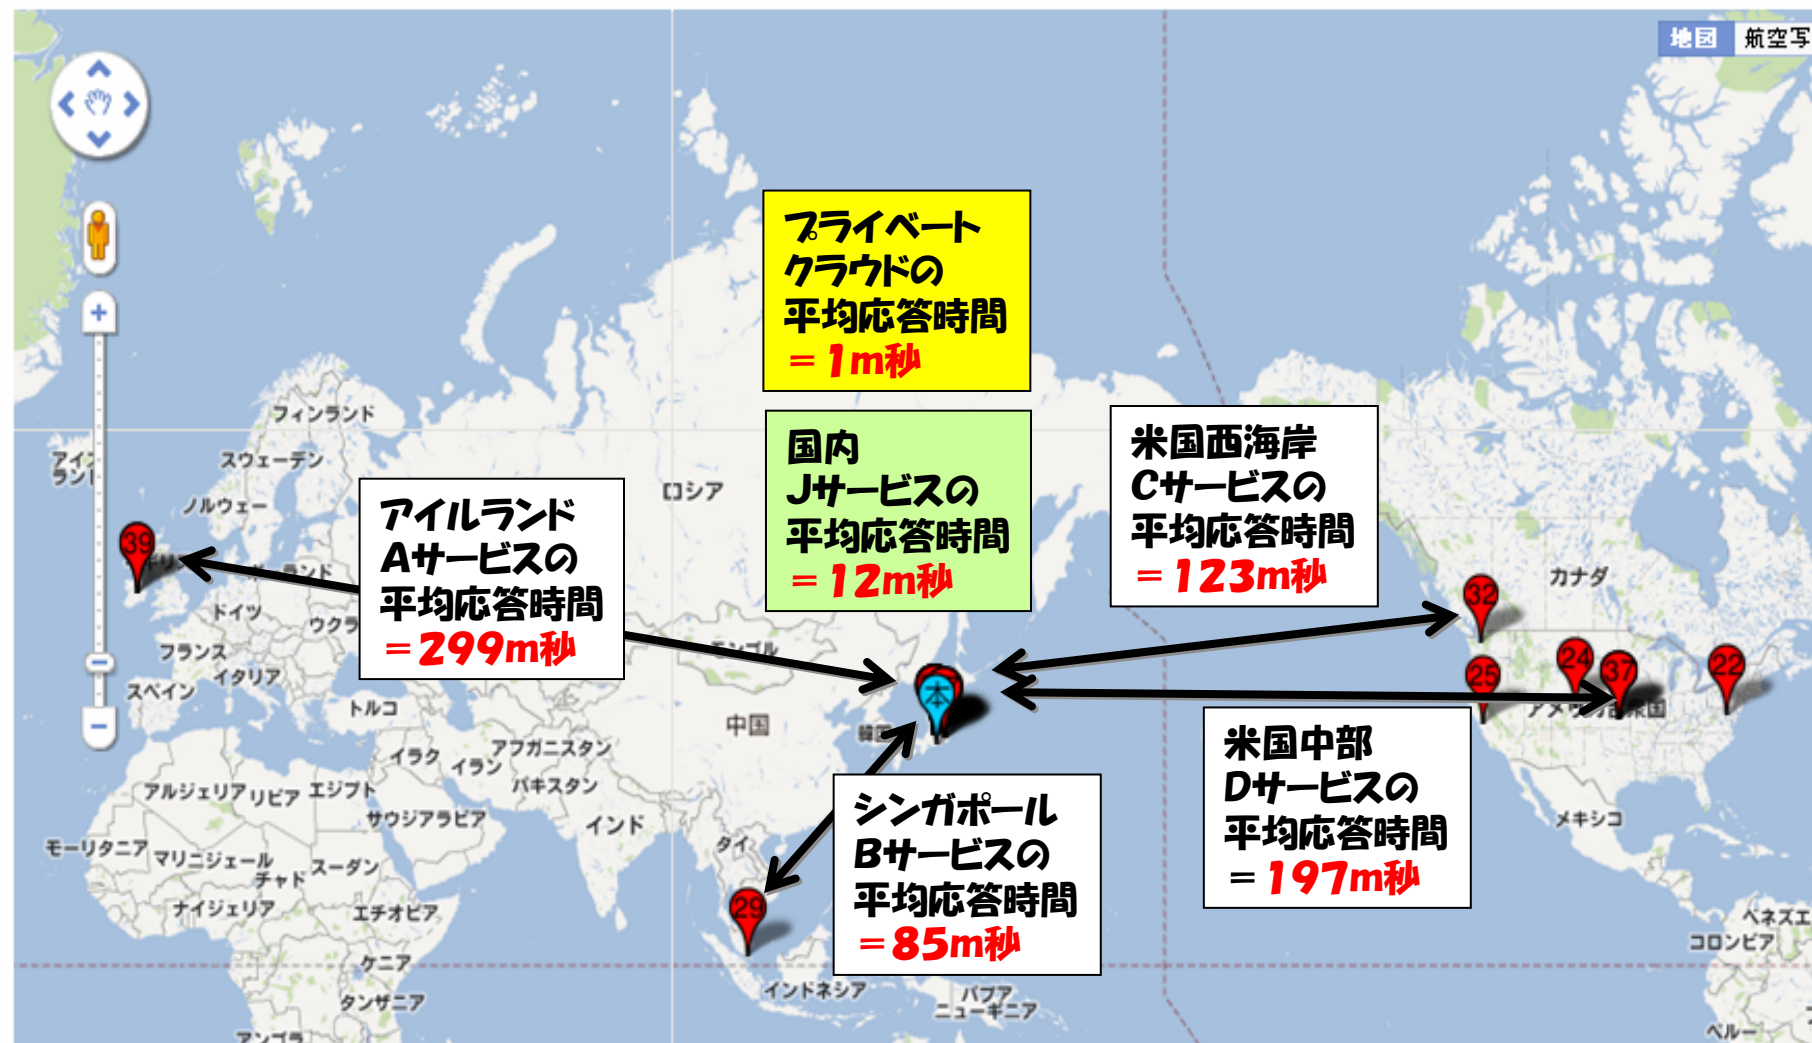 地図
航空写
プライベート
クラウドの
平均応答時間
=1m秒
国内
Jサービスの
平均応答時間
=12m秒
米国西海岸
Cサービスの
平均応答時間
=123m秒
アイルランド
Aサービスの
平均応答時間
=299m秒
米国中部
Dサービスの
平均応答時間
=197m秒
シンガポール
Bサービスの
平均応答時間
=85m秒
フィンランド
スウェーデン
ノルウェー
ロシア
カナダ
39
32
25
24
37
22
29
本
ドイツ
ウクラ
フランス
イタリア
スペイン
トルコ
モンゴル
中国
イラク
イラン
アフガニスタン
パキスタン
アルジェリア
リビア
エジプト
サウジアラビア
インド
タイ
モーリタニア
マリ
ニジェール
チャド
スーダン
ナイジェリア
エチオピア
ケニア
タンザニア
アンゴラ
インドネシア
パプア
ニューギニア
メキシコ
ベネズエ
コロンビア
ペルー